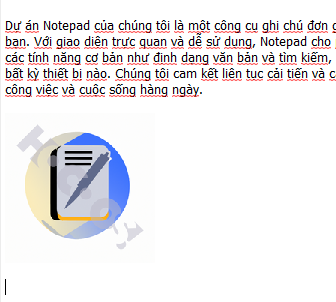 Dự án Notepad của chúng tôi là một công cụ ghi chú đơn g
bạn. Với giao diện trực quan và dễ sử dụng, Notepad cho
các tính năng cơ bản như định dạng văn bản và tìm kiếm,
bất kỳ thiết bị nào. Chúng tôi cam kết liên tục cải tiến và c
công việc và cuộc sống hàng ngày.